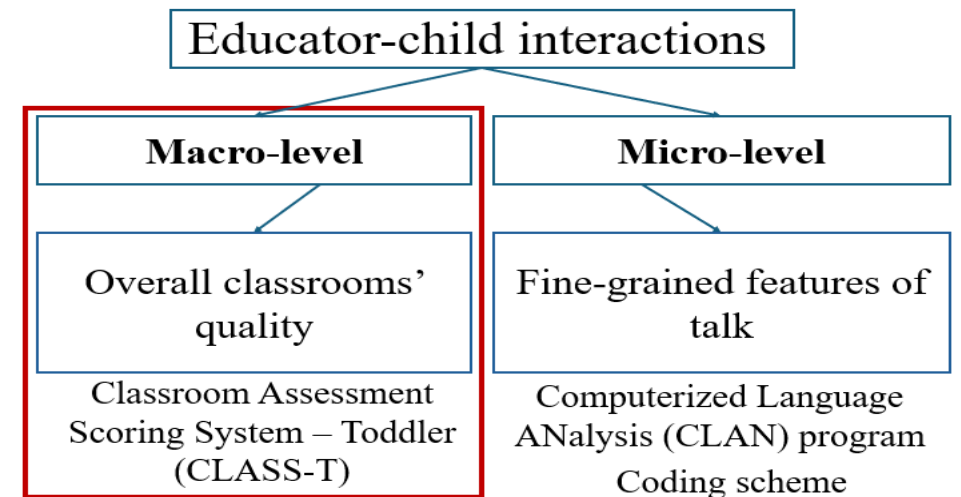 Educator-child interactions
Macro-level
Overall classrooms’
quality
Classroom Assessment
Scoring System – Toddler
(CLASS-T)
Micro-level
Fine-grained features of
talk
Computerized Language
ANalysis (CLAN) program
Coding scheme